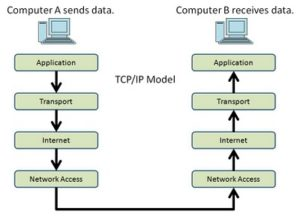 Computer A sends data.
Computer B receives data.
TCP/IP Model
Application
Transport
Internet
Network Access
Application
Transport
Internet
Network Access